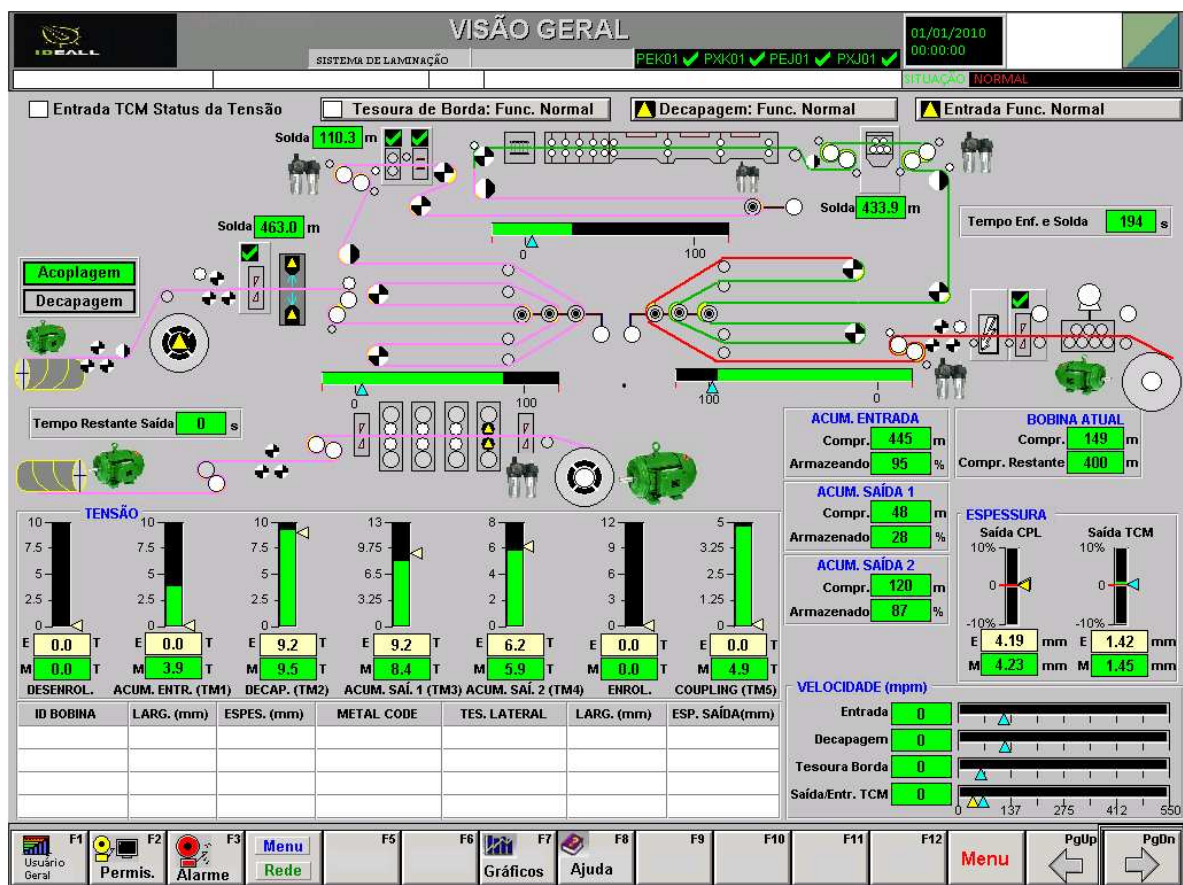 IDEALL
VISÃO GERAL
SISTEMA DE LAMINAÇÃO
PEK01 PXK01 PEJ01 PXJ01
01/01/2010
00:00:00
SITUAÇÃO NORMAL
Entrada TCM Status da Tensão
Tesoura de Borda: Func. Normal
Decapagem: Func. Normal
Entrada Func. Normal
Solda 110.3 m
Solda 463.0 m
Solda 433.9 m
Tempo Enf. e Solda 194 s
0 100
Acoplagem
Decapagem
0 100
100 0
Tempo Restante Saída 0 s
ACUM. ENTRADA
Compr. 445 m
Armazeando 95 %
BOBINA ATUAL
Compr. 149 m
Compr. Restante 400 m
ACUM. SAÍDA 1
Compr. 48 m
Armazenado 28 %
ACUM. SAÍDA 2
Compr. 120 m
Armazenado 87 %
ESPESSURA
Saída CPL Saída TCM
10% 10%
0 0
-10% -10%
E 4.19 mm E 1.42 mm
M 4.23 mm M 1.45 mm
TENSÃO
10 10 10 13 8 12 5
7.5 7.5 7.5 9.75 6 9 3.25
5 5 5 6.5 4 6 2.5
2.5 2.5 2.5 3.25 2 3 1.25
0 0 0 0 0 0 0
E 0.0 T E 0.0 T E 9.2 T E 9.2 T E 6.2 T E 0.0 T E 0.0 T
M 0.0 T M 3.9 T M 9.5 T M 8.4 T M 5.9 T M 0.0 T M 4.9 T
DESENROL. ACUM. ENTR. (TM1) DECAP. (TM2) ACUM. SAÍ. 1 (TM3) ACUM. SAÍ. 2 (TM4) ENROL. COUPLING (TM5)
ID BOBINA LARG. (mm) ESPES. (mm) METAL CODE TES. LATERAL LARG. (mm) ESP. SAÍDA(mm)
VELOCIDADE (mpm)
Entrada 0
Decapagem 0
Tesoura Borda 0
Saída/Entr. TCM 0
0 137 275 412 550
F1 Usuário Geral
F2 Permis.
F3 Alarme
Menu
Rede
F5
F6
F7 Gráficos
F8 Ajuda
F9
F10
F11
F12
Menu
PgUp
PgDn